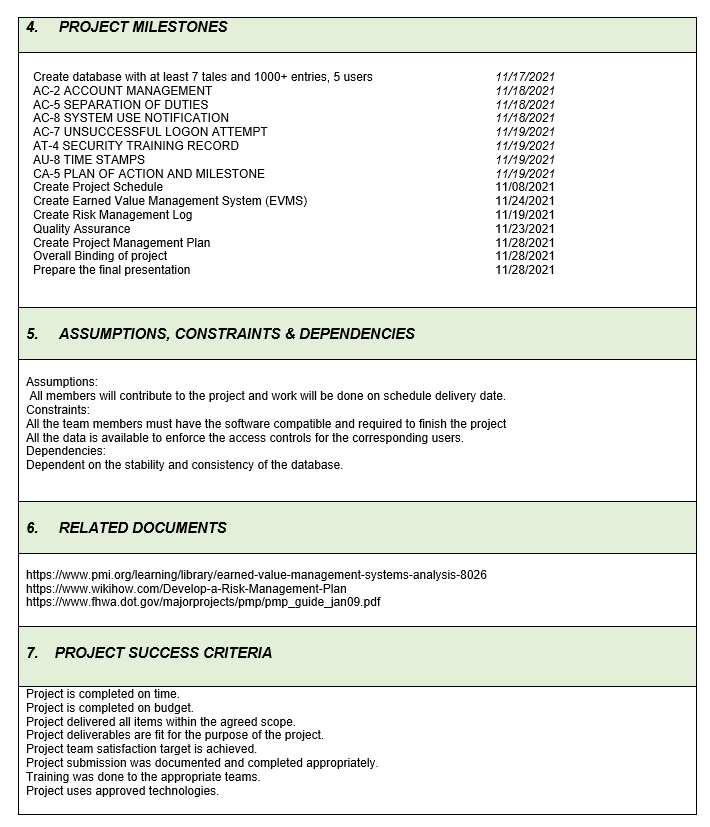 4. PROJECT MILESTONES
Create database with at least 7 tales and 1000+ entries, 5 users 11/17/2021
AC-2 ACCOUNT MANAGEMENT 11/18/2021
AC-5 SEPARATION OF DUTIES 11/18/2021
AC-8 SYSTEM USE NOTIFICATION 11/18/2021
AC-7 UNSUCCESSFUL LOGON ATTEMPT 11/19/2021
AT-4 SECURITY TRAINING RECORD 11/19/2021
AU-8 TIME STAMPS 11/19/2021
CA-5 PLAN OF ACTION AND MILESTONE 11/19/2021
Create Project Schedule 11/08/2021
Create Earned Value Management System (EVMS) 11/24/2021
Create Risk Management Log 11/19/2021
Quality Assurance 11/23/2021
Create Project Management Plan 11/28/2021
Overall Binding of project 11/28/2021
Prepare the final presentation 11/28/2021
5. ASSUMPTIONS, CONSTRAINTS & DEPENDENCIES
Assumptions:
All members will contribute to the project and work will be done on schedule delivery date.
Constraints:
All the team members must have the software compatible and required to finish the project
All the data is available to enforce the access controls for the corresponding users.
Dependencies:
Dependent on the stability and consistency of the database.
6. RELATED DOCUMENTS
https://www.pmi.org/learning/library/earned-value-management-systems-analysis-8026
https://www.wikihow.com/Develop-a-Risk-Management-Plan
https://www.fhwa.dot.gov/majorprojects/pmp/pmp_guide_jan09.pdf
7. PROJECT SUCCESS CRITERIA
Project is completed on time.
Project is completed on budget.
Project delivered all items within the agreed scope.
Project deliverables are fit for the purpose of the project.
Project team satisfaction target is achieved.
Project submission was documented and completed appropriately.
Training was done to the appropriate teams.
Project uses approved technologies.